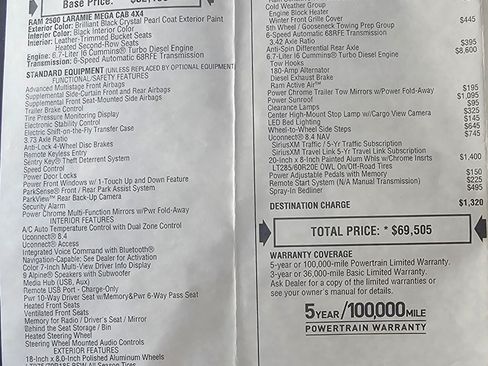 Base Price:
RAM 2500 LARAMIE MEGA CAB 4X4
Exterior Color: Brilliant Black Crystal Pearl Coat Exterior Paint
Interior Color: Black Interior Color
Interior: Leather-Trimmed Bucket Seats
Heated Second-Row Seats
Engine: 6.7-Liter I6 Cummins® Turbo Diesel Engine
Transmission: 6-Speed Automatic 68RFE Transmission
STANDARD EQUIPMENT (UNLESS REPLACED BY OPTIONAL EQUIPMENT)
FUNCTIONAL/SAFETY FEATURES
Advanced Multistage Front Airbags
Supplemental Side-Curtain Front and Rear Airbags
Supplemental Front Seat-Mounted Side Airbags
Trailer Brake Control
Tire Pressure Monitoring Display
Electronic Stability Control
Electric Shift-on-the-Fly Transfer Case
3.73 Axle Ratio
Anti-Lock 4-Wheel Disc Brakes
Remote Keyless Entry
Sentry Key® Theft Deterrent System
Speed Control
Power Door Locks
Power Front Windows w/ 1-Touch Up and Down Feature
ParkSense® Front / Rear Park Assist System
ParkView™ Rear Back-Up Camera
Security Alarm
Power Chrome Multi-Function Mirrors w/Pwr Fold-Away
INTERIOR FEATURES
A/C Auto Temperature Control with Dual Zone Control
Uconnect® 8.4
Uconnect® Access
Integrated Voice Command with Bluetooth®
Navigation-Capable; See Dealer for Activation
Color 7-Inch Multi-View Driver Info Display
9 Alpine® Speakers with Subwoofer
Media Hub (USB, Aux)
Remote USB Port - Charge-Only
Pwr 10-Way Driver Seat w/Memory&Pwr 6-Way Pass Seat
Heated Front Seats
Ventilated Front Seats
Memory for Radio / Driver's Seat / Mirror
Behind the Seat Storage / Bin
Heated Steering Wheel
Steering Wheel Mounted Audio Controls
EXTERIOR FEATURES
18-Inch x 8.0-Inch Polished Aluminum Wheels
LT275/70R18E BSW All Season Tires
Cold Weather Group
Engine Block Heater
Winter Front Grille Cover
5th Wheel / Gooseneck Towing Prep Group $445
6-Speed Automatic 68RFE Transmission
3.42 Axle Ratio
Anti-Spin Differential Rear Axle $395
6.7-Liter I6 Cummins® Turbo Diesel Engine $8,600
Tow Hooks
180-Amp Alternator
Diesel Exhaust Brake
Ram Active Air™
Power Chrome Trailer Tow Mirrors w/Power Fold-Away $195
Power Sunroof $1,095
Clearance Lamps $95
Center High-Mount Stop Lamp w/Cargo View Camera $325
LED Bed Lighting $145
Wheel-to-Wheel Side Steps $645
Uconnect® 8.4 NAV $745
SiriusXM Traffic / 5-Yr Traffic Subscription
SiriusXM Travel Link 5-Yr Travel Link Subscription
20-Inch x 8-Inch Painted Alum Whls w/Chrome Insrts $1,400
LT285/60R20E OWL On/Off-Road Tires
Power Adjustable Pedals with Memory $150
Remote Start System (N/A Manual Transmission) $225
Spray-In Bedliner $495
DESTINATION CHARGE $1,320
TOTAL PRICE: * $69,505
WARRANTY COVERAGE
5-year or 100,000-mile Powertrain Limited Warranty.
3-year or 36,000-mile Basic Limited Warranty.
Ask Dealer for a copy of the limited warranties or
see your owner's manual for details.
5 YEAR / 100,000 MILE
POWERTRAIN WARRANTY